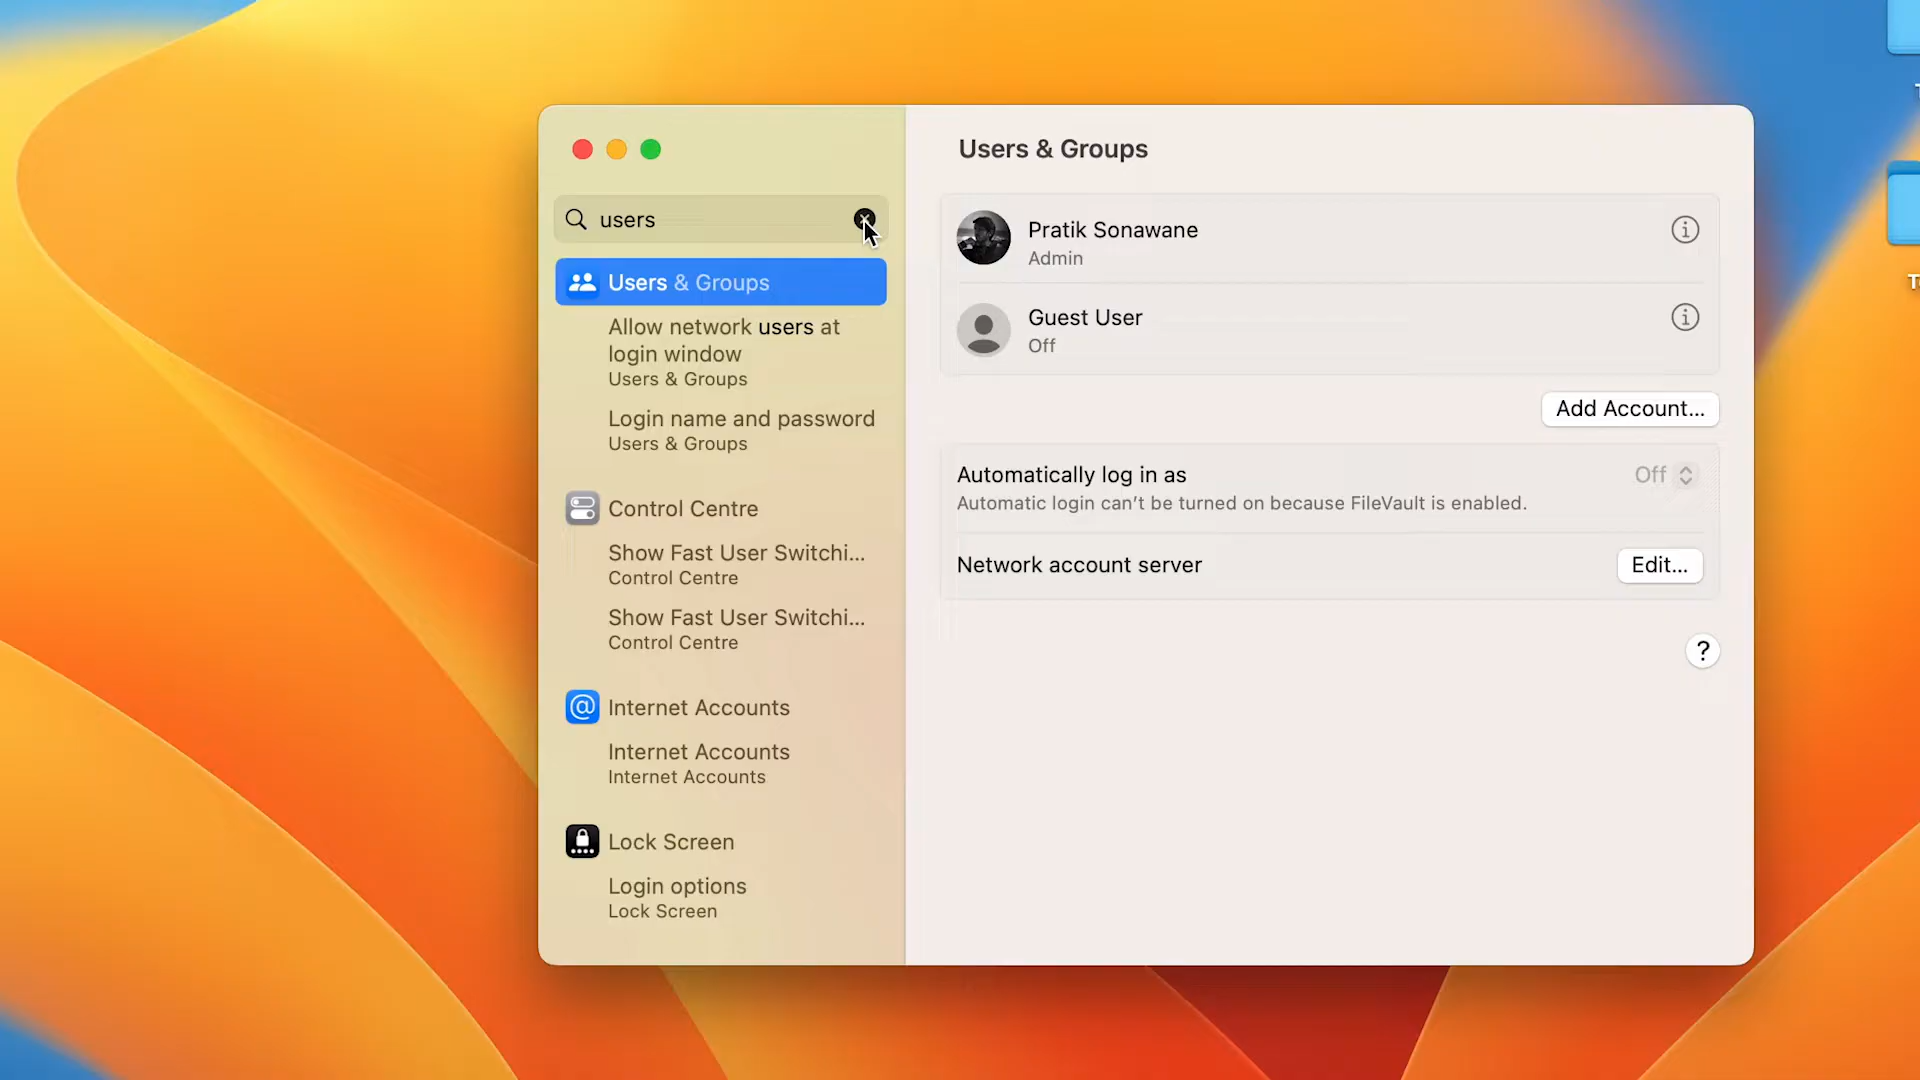 Users & Groups
users
Users & Groups
Allow network users at
login window
Users & Groups
Login name and password
Users & Groups
Control Centre
Show Fast User Switchi...
Control Centre
Show Fast User Switchi...
Control Centre
Internet Accounts
Internet Accounts
Internet Accounts
Lock Screen
Login options
Lock Screen
Pratik Sonawane
Admin
Guest User
Off
Add Account...
Automatically log in as
Off
Automatic login can't be turned on because FileVault is enabled.
Network account server
Edit...
?